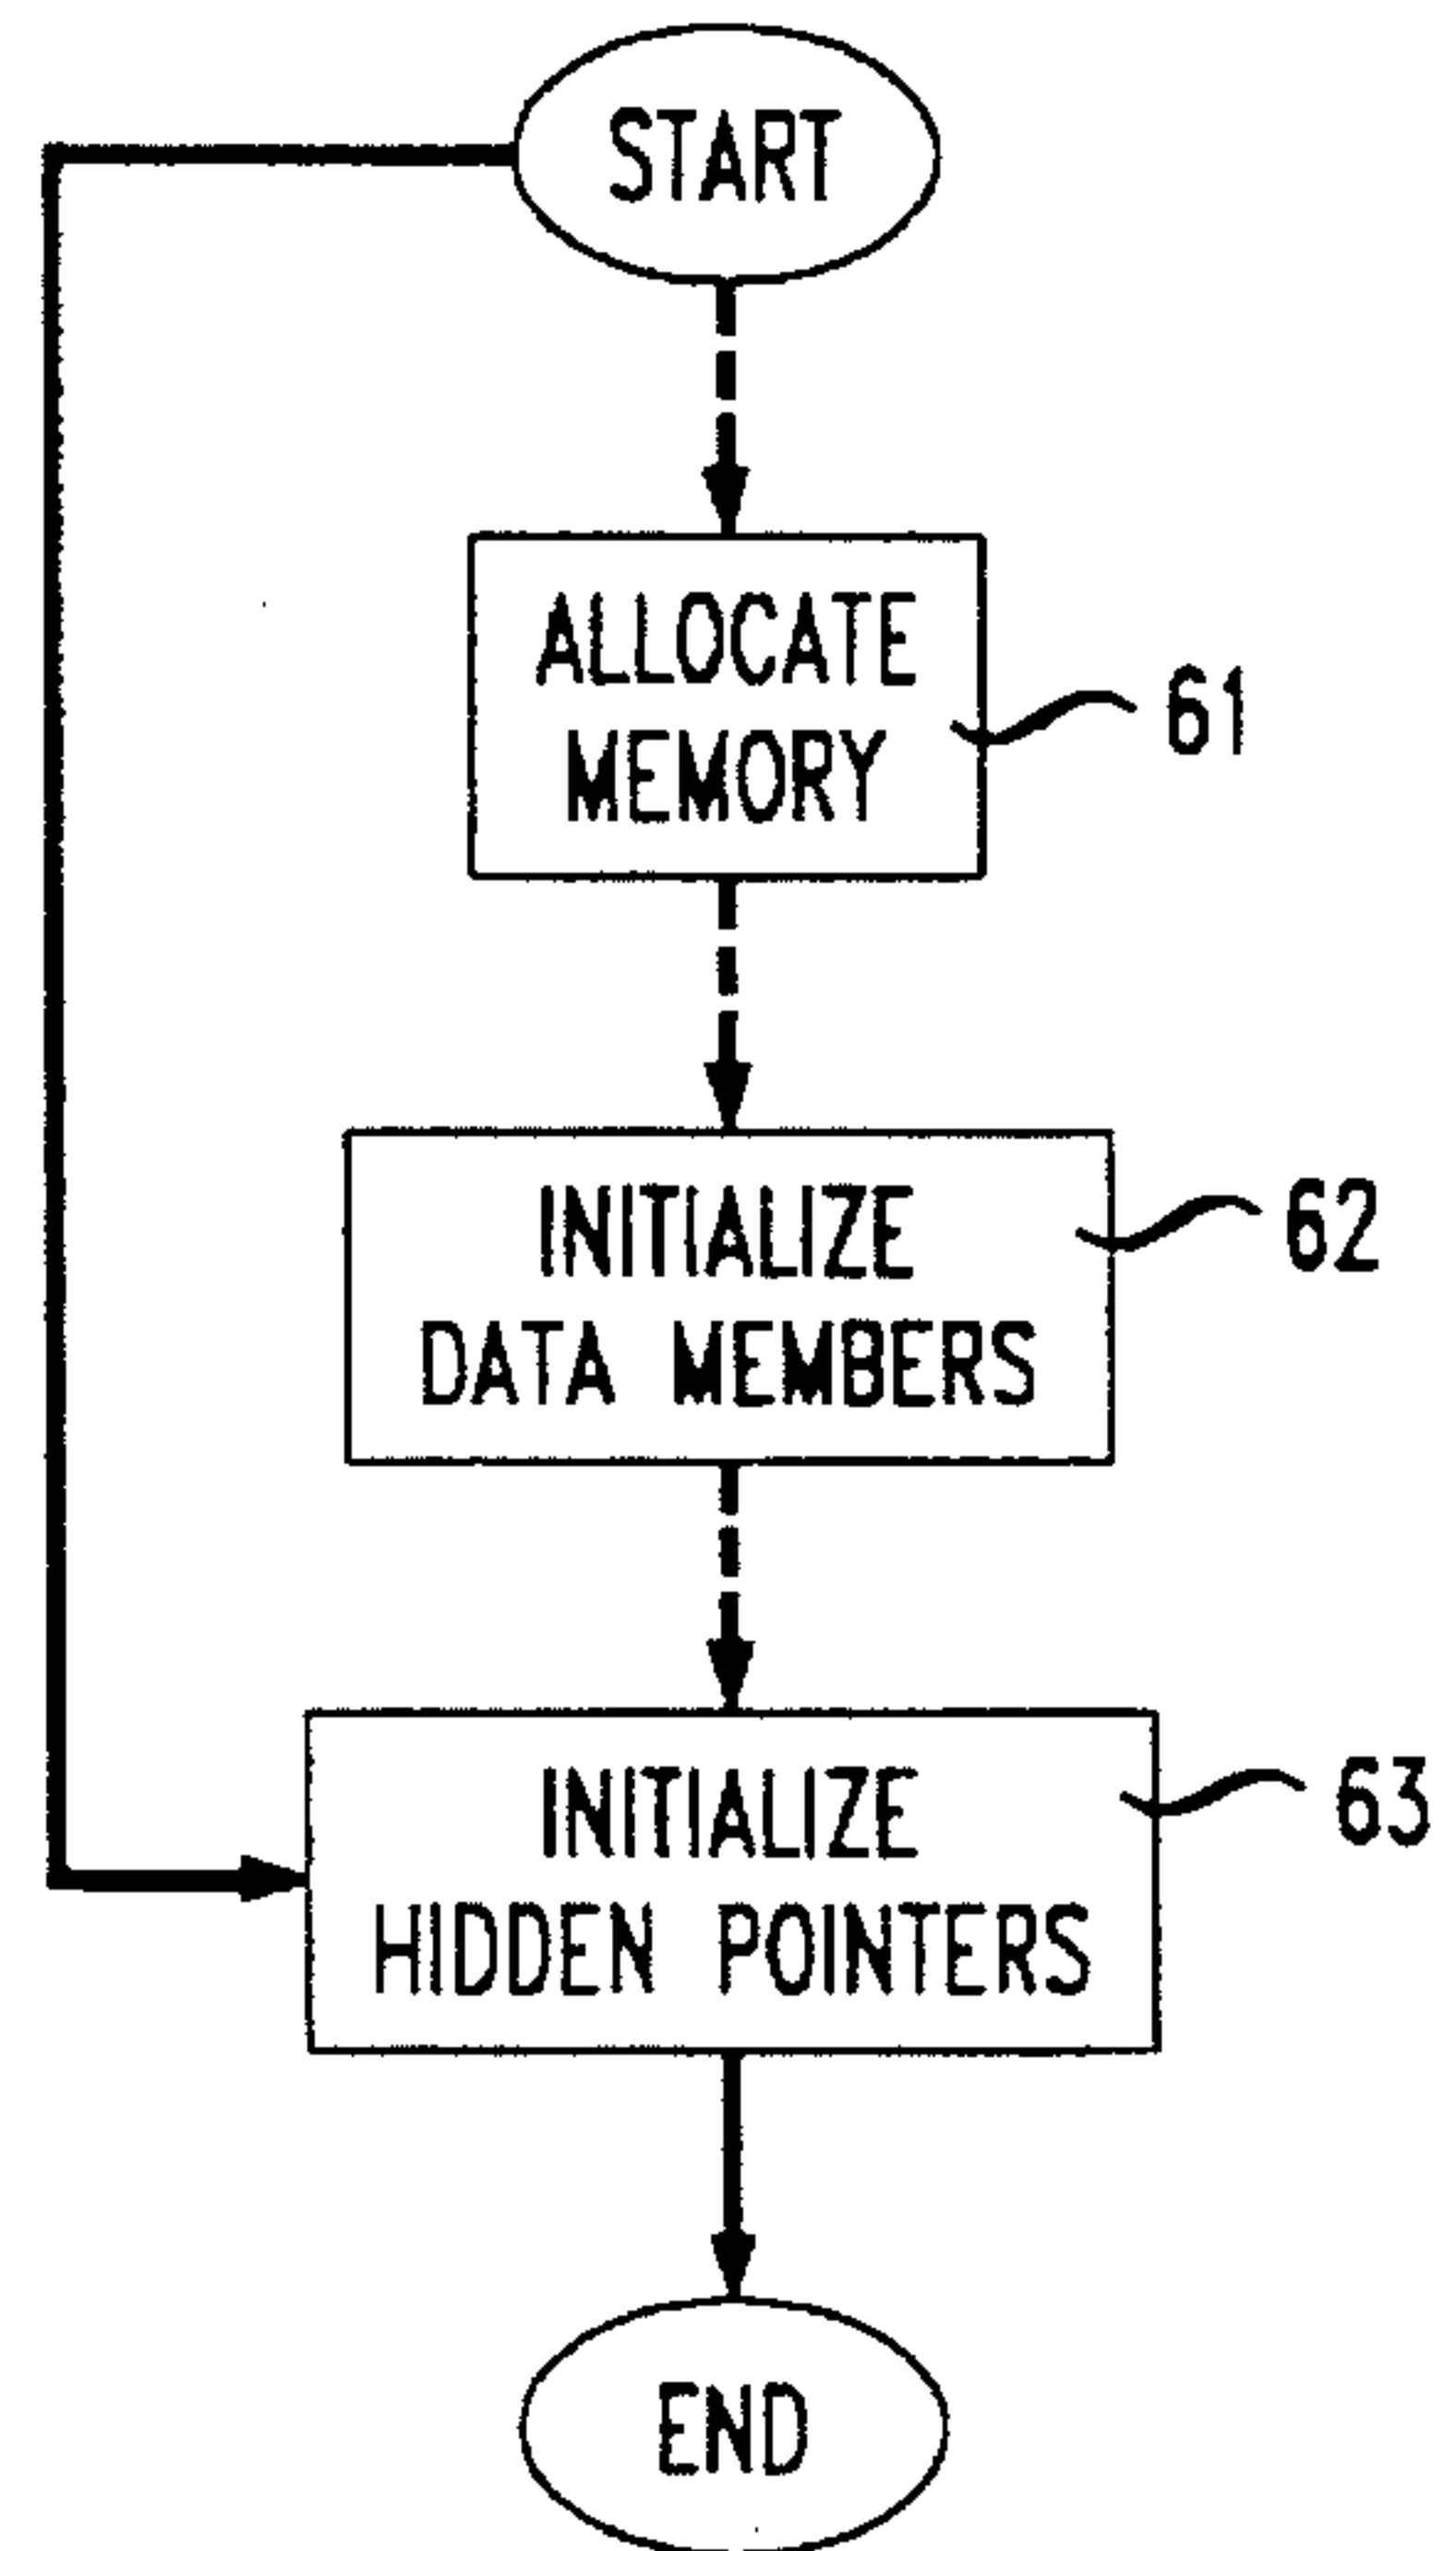 START
ALLOCATE
MEMORY
61
INITIALIZE
DATA MEMBERS
62
INITIALIZE
HIDDEN POINTERS
63
END